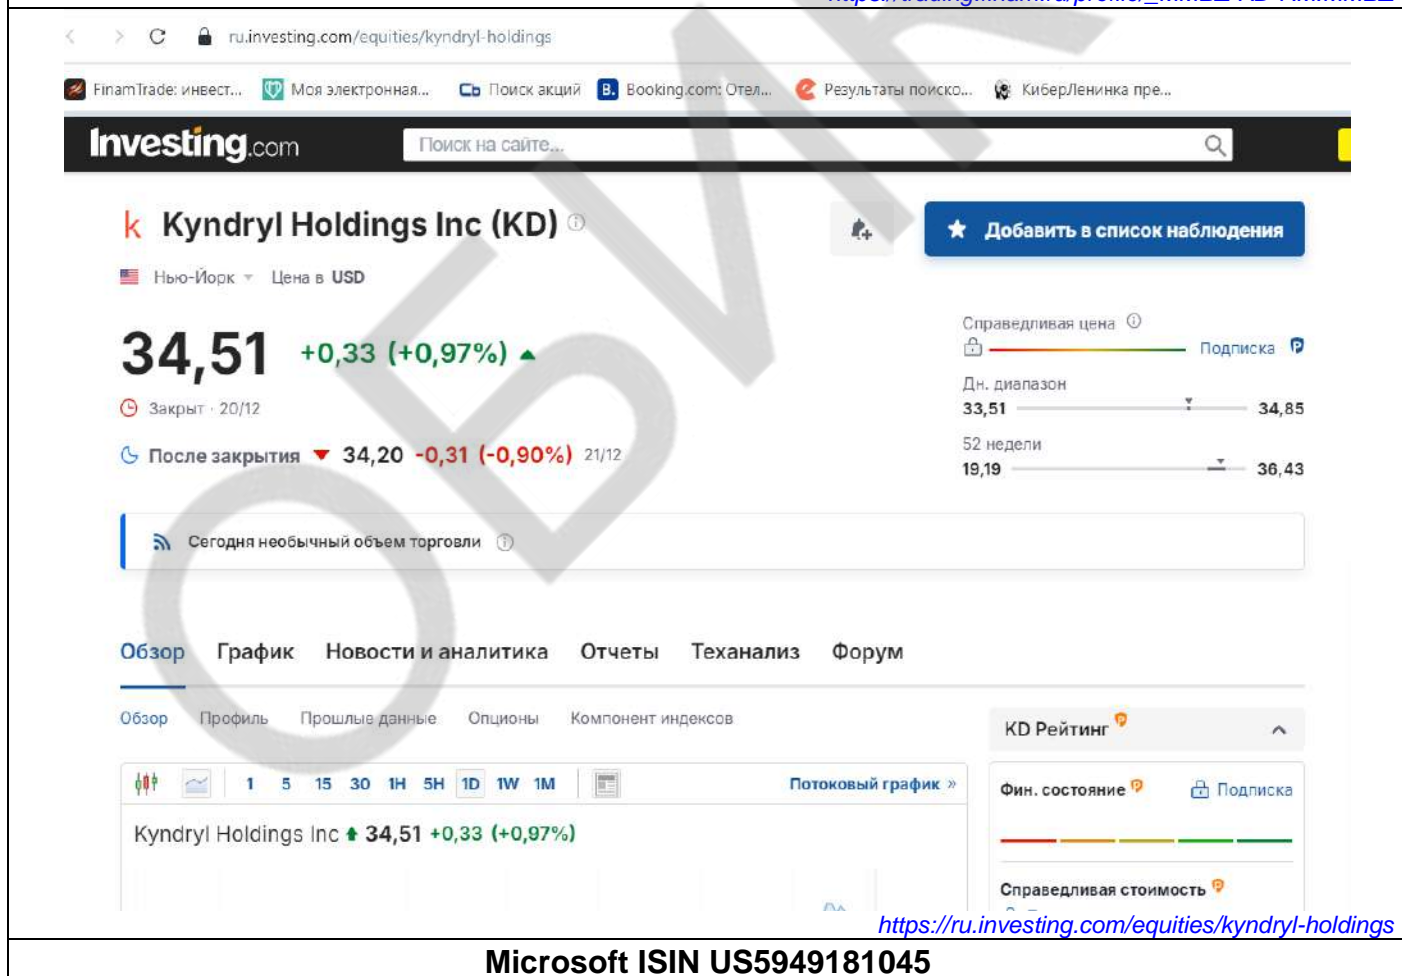 ru.investing.com/equities/kyndryl-holdings
FinamTrade: инвест... Моя электронная... Поиск акций Booking.com: Отел... Результаты поиско... КиберЛенинка пре...
Investing.com Поиск на сайте...
k Kyndryl Holdings Inc (KD)
Добавить в список наблюдения
Нью-Йорк Цена в USD
34,51 +0,33 (+0,97%)
Закрыт · 20/12
После закрытия 34,20 -0,31 (-0,90%) 21/12
Справедливая цена
Подписка
Дн. диапазон
33,51 34,85
52 недели
19,19 36,43
Сегодня необычный объем торговли
Обзор График Новости и аналитика Отчеты Теханализ Форум
Обзор Профиль Прошлые данные Опционы Компонент индексов
KD Рейтинг
1 5 15 30 1H 5H 1D 1W 1M Потоковый график »
Фин. состояние Подписка
Kyndryl Holdings Inc 34,51 +0,33 (+0,97%)
Справедливая стоимость
https://ru.investing.com/equities/kyndryl-holdings
Microsoft ISIN US5949181045